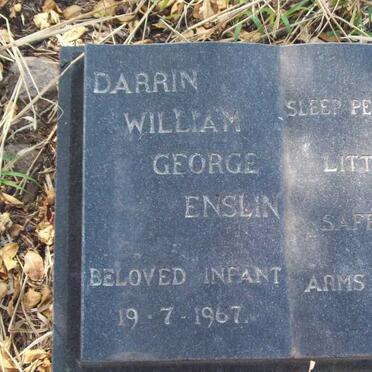 DARRIN
WILLIAM
GEORGE
ENSLIN
BELOVED INFANT
19 · 7 · 1967.
SLEEP
ARMS